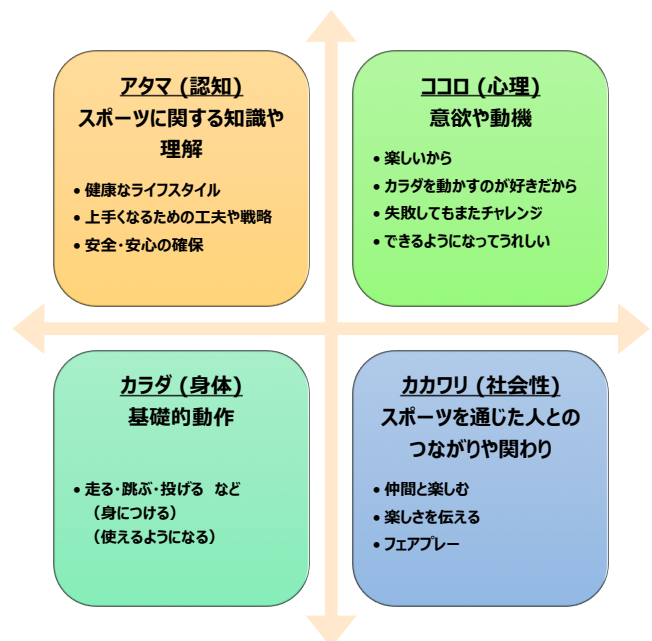 アタマ (認知)
スポーツに関する知識や
理解
• 健康なライフスタイル
• 上手くなるための工夫や戦略
• 安全・安心の確保
ココロ (心理)
意欲や動機
• 楽しいから
• カラダを動かすのが好きだから
• 失敗してもまたチャレンジ
• できるようになってうれしい
カラダ (身体)
基礎的動作
• 走る・跳ぶ・投げる など
（身につける）
（使えるようになる）
カカワリ (社会性)
スポーツを通じた人との
つながりや関わり
• 仲間と楽しむ
• 楽しさを伝える
• フェアプレー